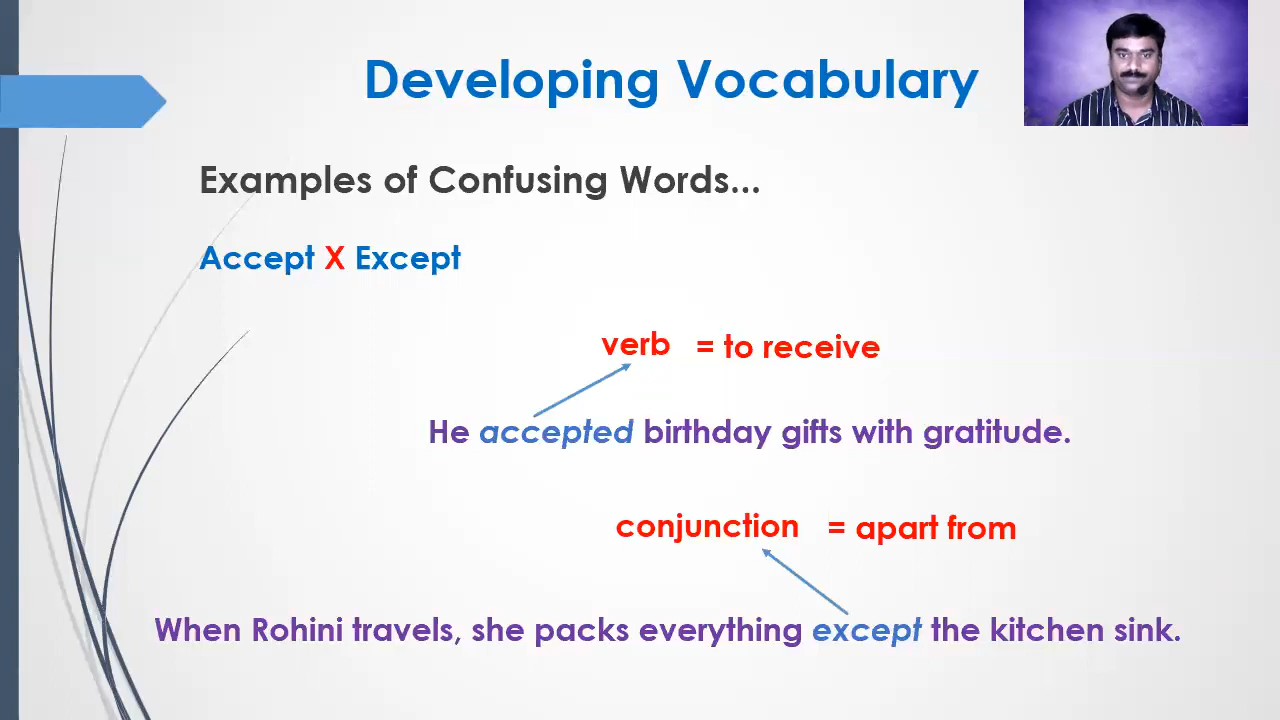 Developing Vocabulary
Examples of Confusing Words...
Accept X Except
verb = to receive
He accepted birthday gifts with gratitude.
conjunction = apart from
When Rohini travels, she packs everything except the kitchen sink.